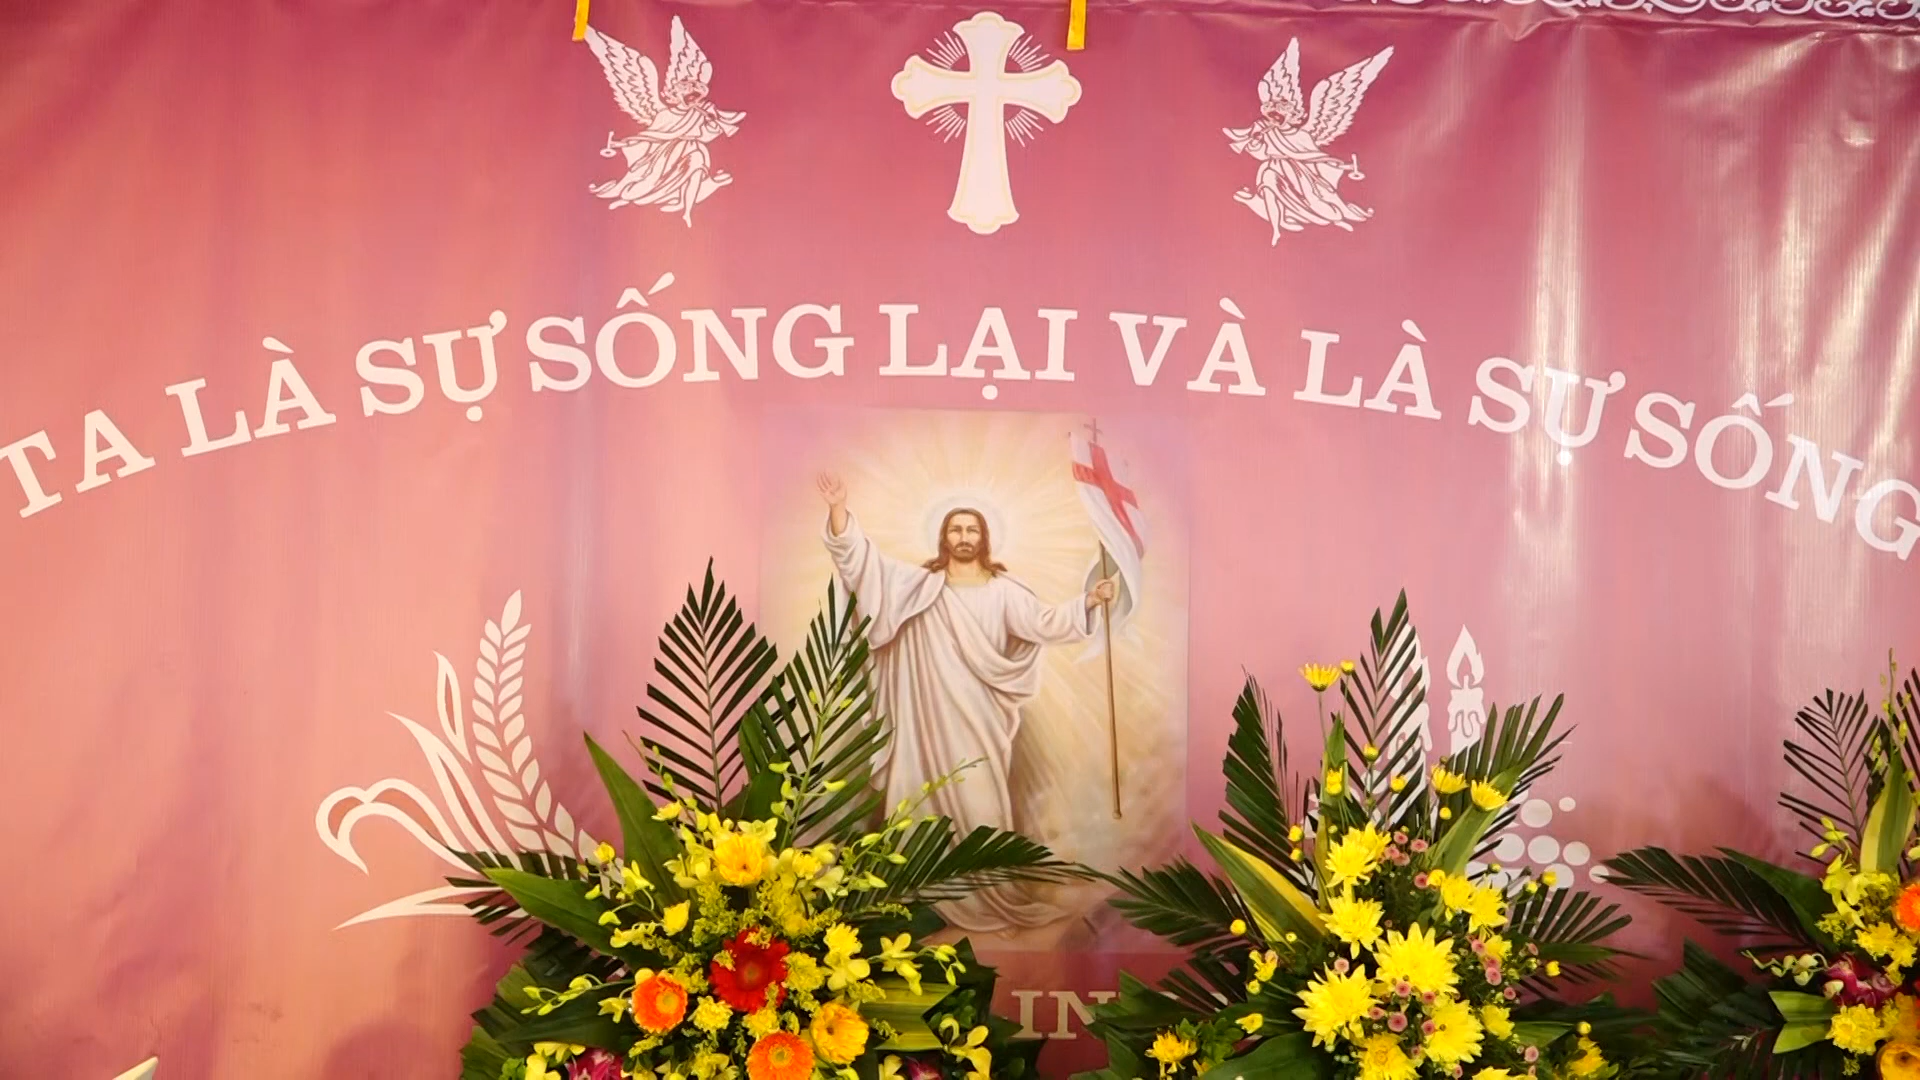 TA LÀ SỰ SỐNG LẠI VÀ LÀ SỰ SỐNG